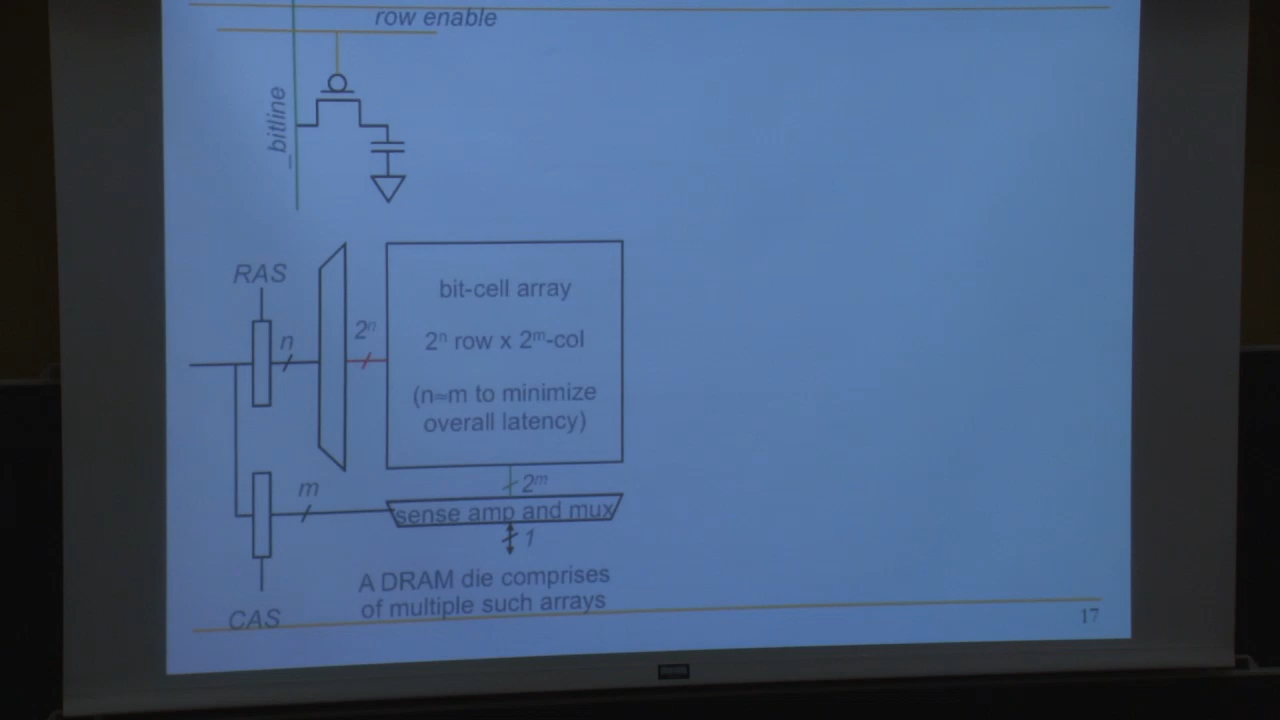 row enable
_bitline
RAS
n
2ⁿ
bit-cell array
2ⁿ row x 2ᵐ-col
(n≈m to minimize
overall latency)
m
2ᵐ
sense amp and mux
1
A DRAM die comprises
of multiple such arrays
CAS
17